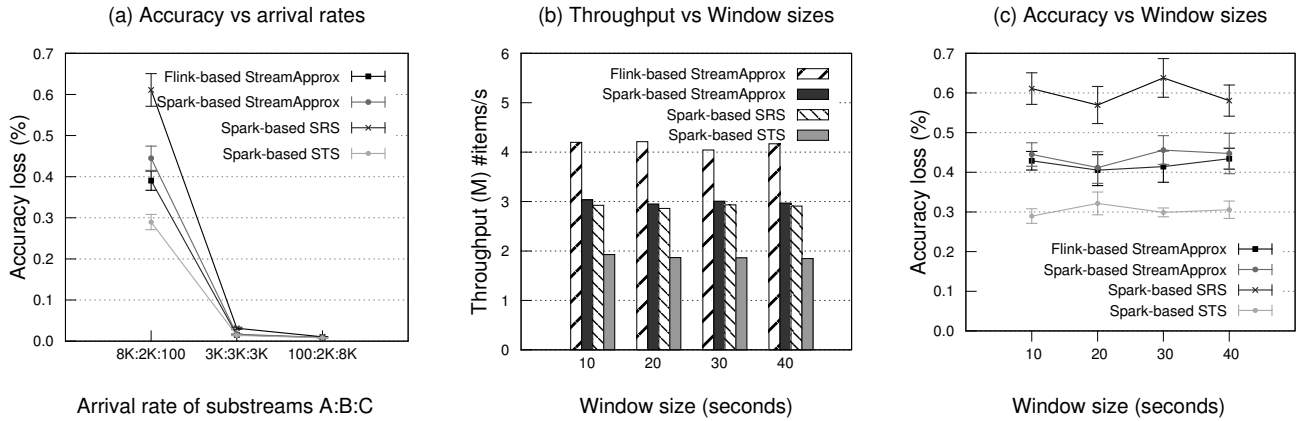 (a) Accuracy vs arrival rates
Accuracy loss (%)
0.7
0.6
0.5
0.4
0.3
0.2
0.1
0.0
Flink-based StreamApprox
Spark-based StreamApprox
Spark-based SRS
Spark-based STS
8K:2K:100 3K:3K:3K 100:2K:8K
Arrival rate of substreams A:B:C
(b) Throughput vs Window sizes
Throughput (M) #items/s
6
5
4
3
2
1
0
Flink-based StreamApprox
Spark-based StreamApprox
Spark-based SRS
Spark-based STS
10 20 30 40
Window size (seconds)
(c) Accuracy vs Window sizes
Accuracy loss (%)
0.7
0.6
0.5
0.4
0.3
0.2
0.1
0.0
Flink-based StreamApprox
Spark-based StreamApprox
Spark-based SRS
Spark-based STS
10 20 30 40
Window size (seconds)